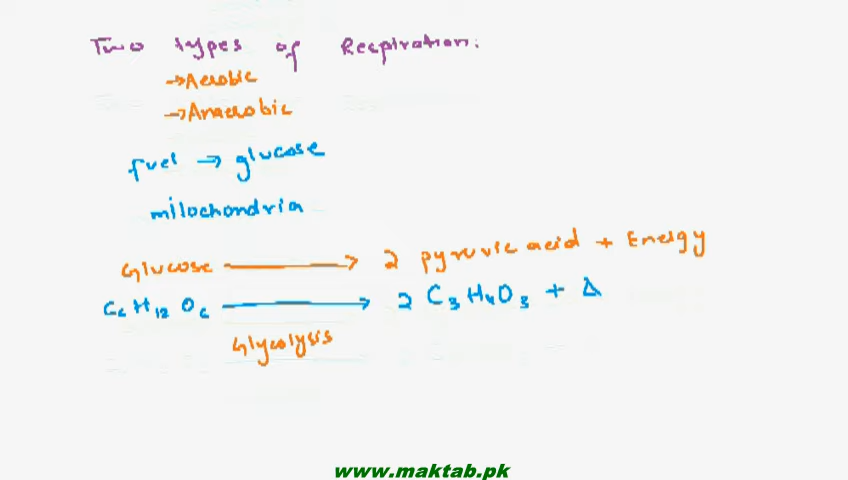 Two types of Respiration:
→Aerobic
→Anaerobic
fuel → glucose
mitochondria
Glucose → 2 pyruvic acid + Energy
C₆H₁₂O₆ → 2 C₃H₄O₃ + Δ
Glycolysis
www.maktab.pk